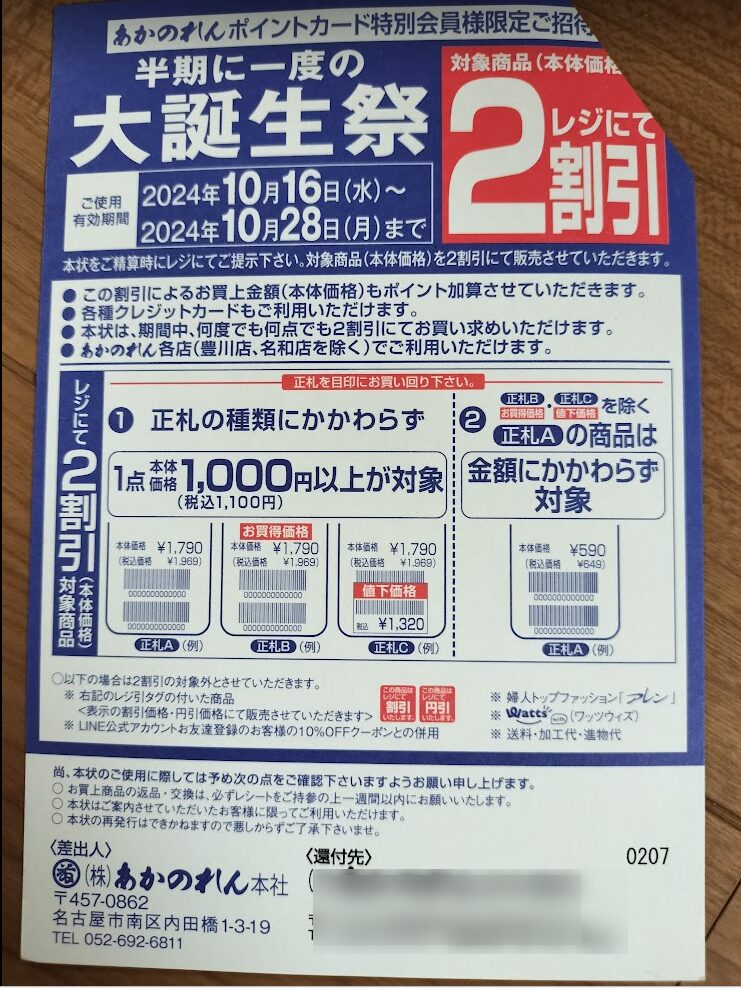 あかのれんポイントカード特別会員様限定ご招待
半期に一度の
大誕生祭
対象商品(本体価格
レジにて
2割引
ご使用
有効期間
2024年10月16日(水)～
2024年10月28日(月)まで
本状をご精算時にレジにてご提示下さい。対象商品(本体価格)を2割引にて販売させていただきます。
● この割引によるお買上金額(本体価格)もポイント加算させていただきます。
● 各種クレジットカードもご利用いただけます。
● 本状は、期間中、何度でも何点でも2割引にてお買い求めいただけます。
● あかのれん各店(豊川店、名和店を除く)でご利用いただけます。
レジにて2割引(本体価格)対象商品
正札を目印にお買い回り下さい。
① 正札の種類にかかわらず
1点 本体価格 1,000円以上が対象
(税込1,100円)
本体価格 ¥1,790
(税込価格 ¥1,969)
0000000000000
0000000000000
正札A (例)
お買得価格
本体価格 ¥1,790
(税込価格 ¥1,969)
0000000000000
0000000000000
正札B (例)
本体価格 ¥1,790
(税込価格 ¥1,969)
値下価格
税込 ¥1,320
正札C (例)
② 正札B お買得価格・正札C 値下価格 を除く
正札A の商品は
金額にかかわらず
対象
本体価格 ¥590
(税込価格 ¥649)
0000000000000
0000000000000
正札A (例)
○以下の場合は2割引の対象外とさせていただきます。
※ 右記のレジ引タグの付いた商品
<表示の割引価格・円引価格にて販売させていただきます>
※ LINE公式アカウントお友達登録のお客様の10%OFFクーポンとの併用
この商品はレジにて割引いたします。
この商品はレジにて円引いたします。
※ 婦人トップファッション「アレン」
※ Watts with (ワッツウィズ)
※ 送料・加工代・進物代
尚、本状のご使用に際しては予め次の点をご確認下さいますようお願い申し上げます。
○ お買上商品の返品・交換は、必ずレシートをご持参の上一週間以内にお願いいたします。
○ 本状はご案内させていただいたお客様に限ってご利用いただけます。
○ 本状の再発行はできかねますので悪しからずご了承下さいませ。
〈差出人〉
(株)あかのれん本社
〒457-0862
名古屋市南区内田橋1-3-19
TEL 052-692-6811
〈還付先〉
0207